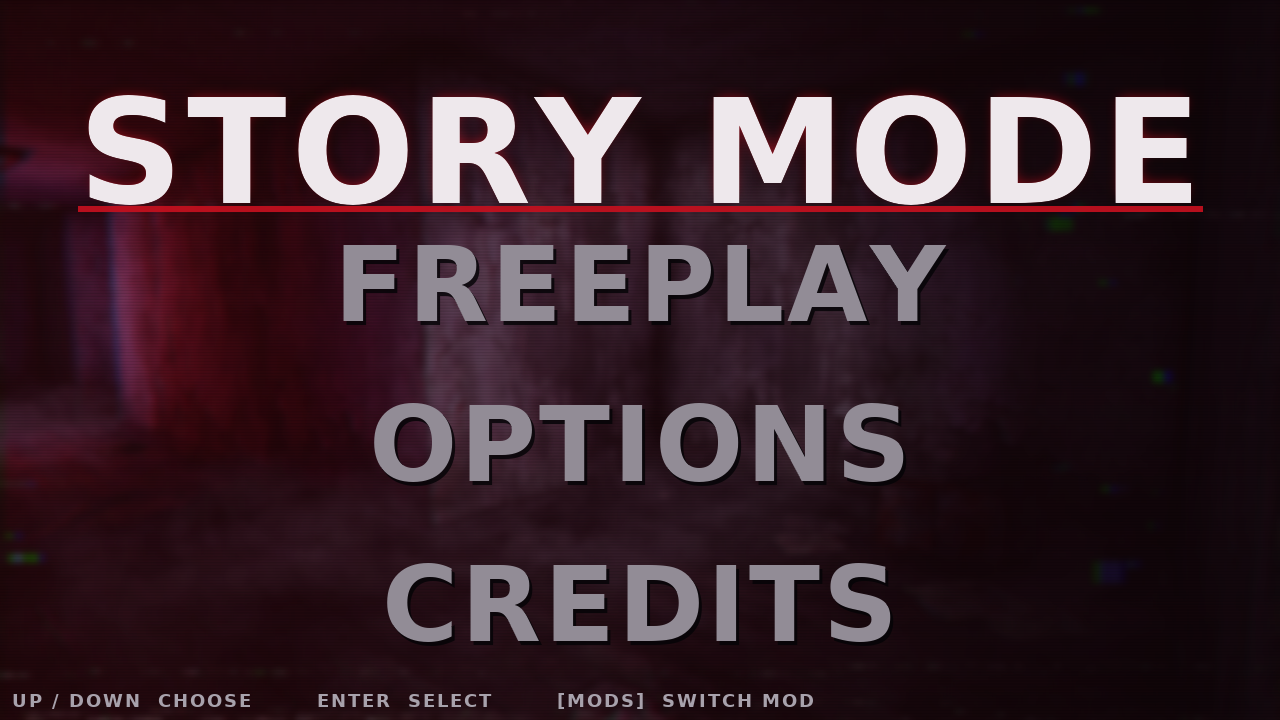 STORY MODE
FREEPLAY
OPTIONS
CREDITS
UP / DOWN CHOOSE ENTER SELECT [MODS] SWITCH MOD